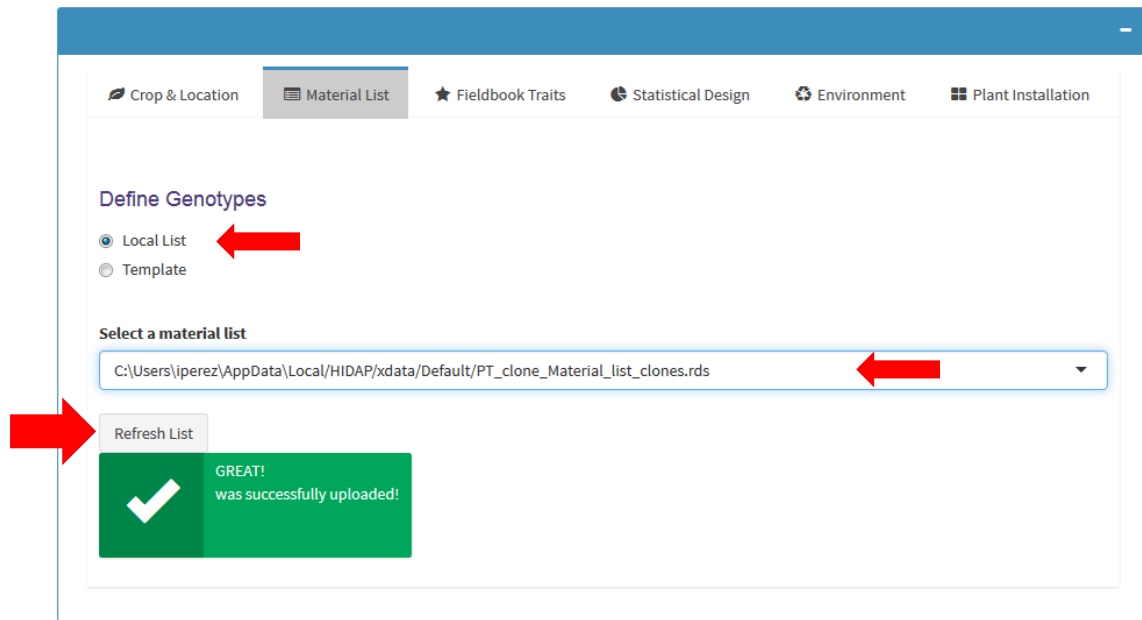 Crop & Location Material List Fieldbook Traits Statistical Design Environment Plant Installation
Define Genotypes
Local List
Template
Select a material list
C:\Users\iperez\AppData\Local/HIDAP/xdata/Default/PT_clone_Material_list_clones.rds
Refresh List
GREAT!
was successfully uploaded!